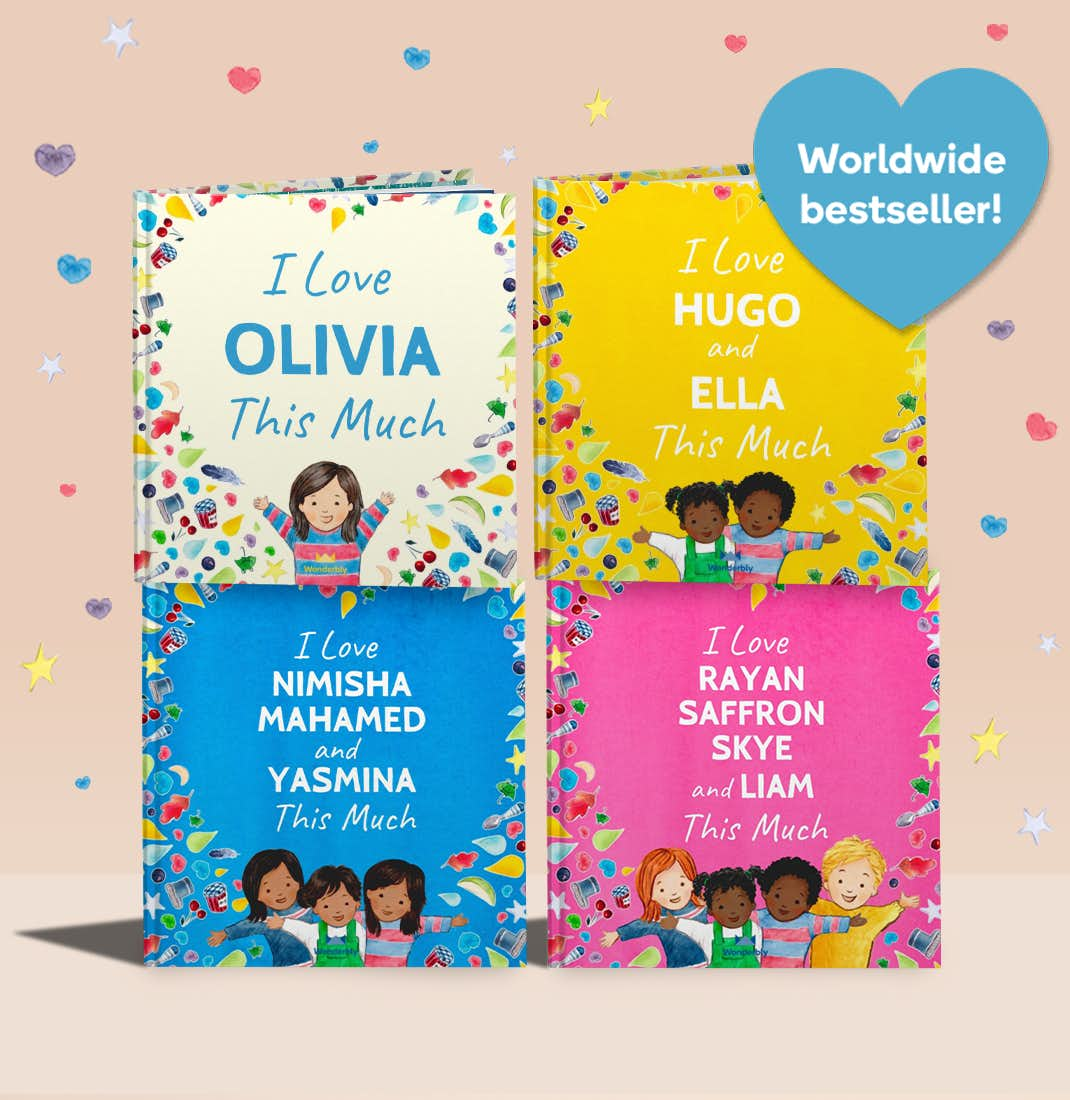 Worldwide
bestseller!
I Love
OLIVIA
This Much
Wonderbly
I Love
HUGO
and
ELLA
This Much
Wonderbly
I Love
NIMISHA
MAHAMED
and
YASMINA
This Much
Wonderbly
I Love
RAYAN
SAFFRON
SKYE
and LIAM
This Much
Wonderbly